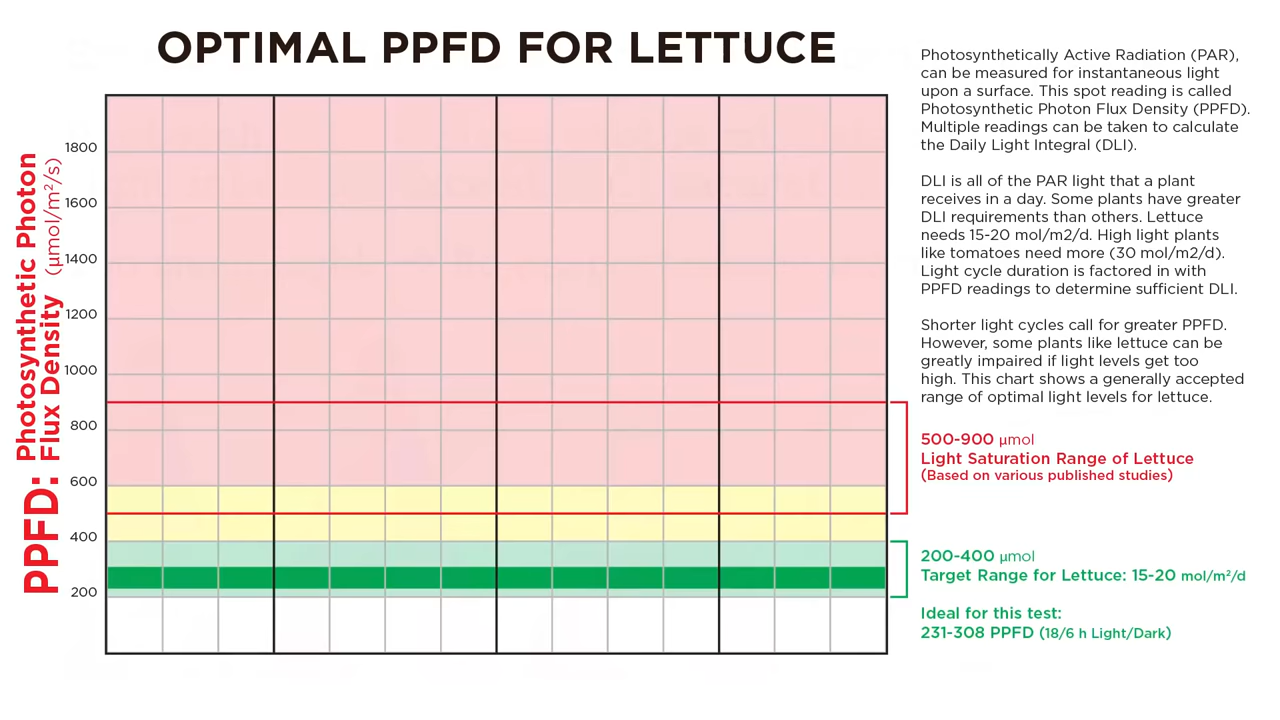 OPTIMAL PPFD FOR LETTUCE
PPFD: Photosynthetic Photon
Flux Density (µmol/m²/s)
1800
1600
1400
1200
1000
800
600
400
200
Photosynthetically Active Radiation (PAR),
can be measured for instantaneous light
upon a surface. This spot reading is called
Photosynthetic Photon Flux Density (PPFD).
Multiple readings can be taken to calculate
the Daily Light Integral (DLI).
DLI is all of the PAR light that a plant
receives in a day. Some plants have greater
DLI requirements than others. Lettuce
needs 15-20 mol/m2/d. High light plants
like tomatoes need more (30 mol/m2/d).
Light cycle duration is factored in with
PPFD readings to determine sufficient DLI.
Shorter light cycles call for greater PPFD.
However, some plants like lettuce can be
greatly impaired if light levels get too
high. This chart shows a generally accepted
range of optimal light levels for lettuce.
500-900 µmol
Light Saturation Range of Lettuce
(Based on various published studies)
200-400 µmol
Target Range for Lettuce: 15-20 mol/m²/d
Ideal for this test:
231-308 PPFD (18/6 h Light/Dark)